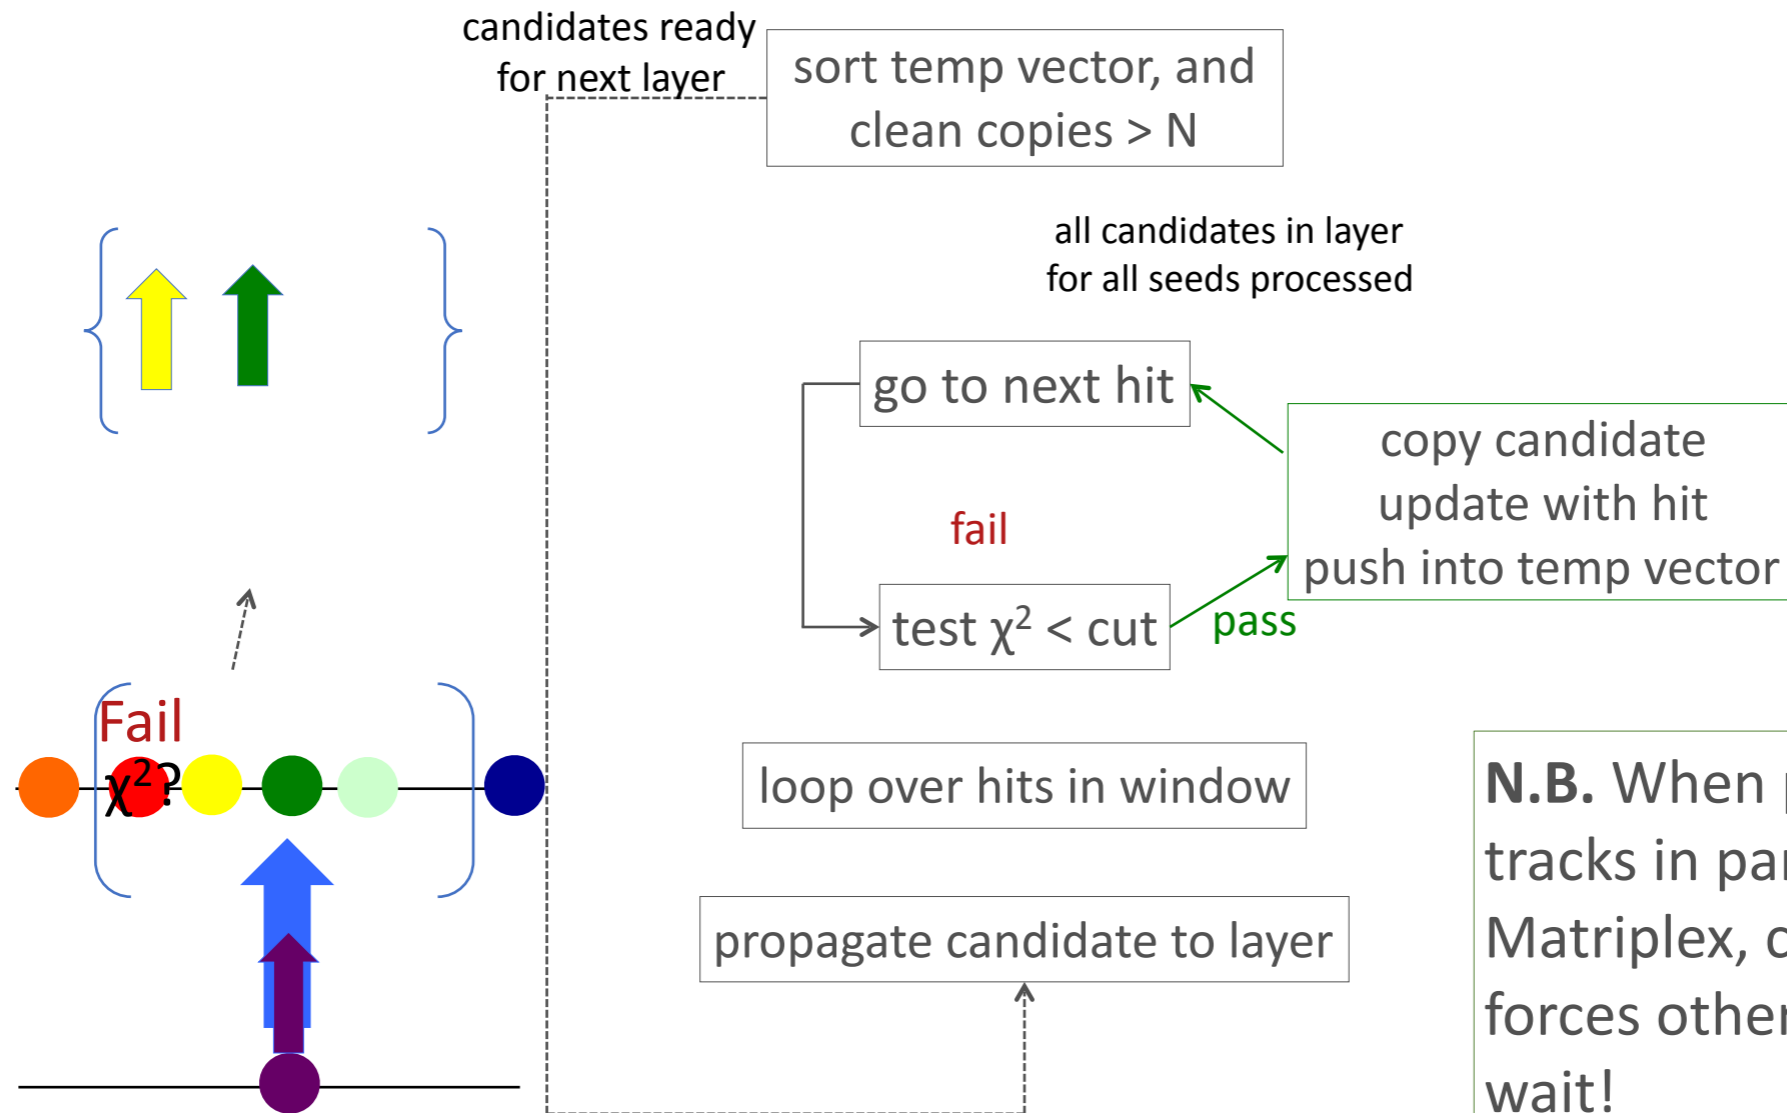 candidates ready
for next layer
sort temp vector, and
clean copies > N
all candidates in layer
for all seeds processed
go to next hit
copy candidate
update with hit
push into temp vector
fail
test χ² < cut
pass
Fail
χ²?
loop over hits in window
N.B. When
tracks in
Matriplex,
forces other
wait!
propagate candidate to layer